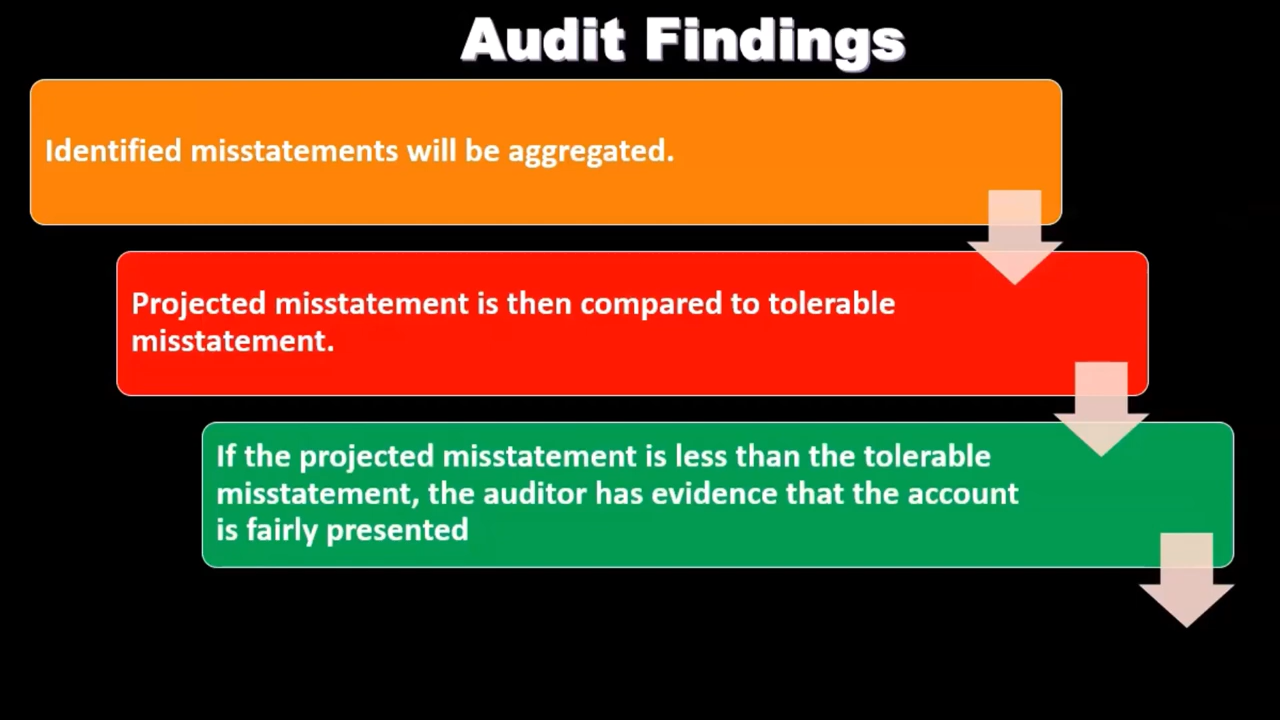 Audit Findings
Identified misstatements will be aggregated.
Projected misstatement is then compared to tolerable
misstatement.
If the projected misstatement is less than the tolerable
misstatement, the auditor has evidence that the account
is fairly presented